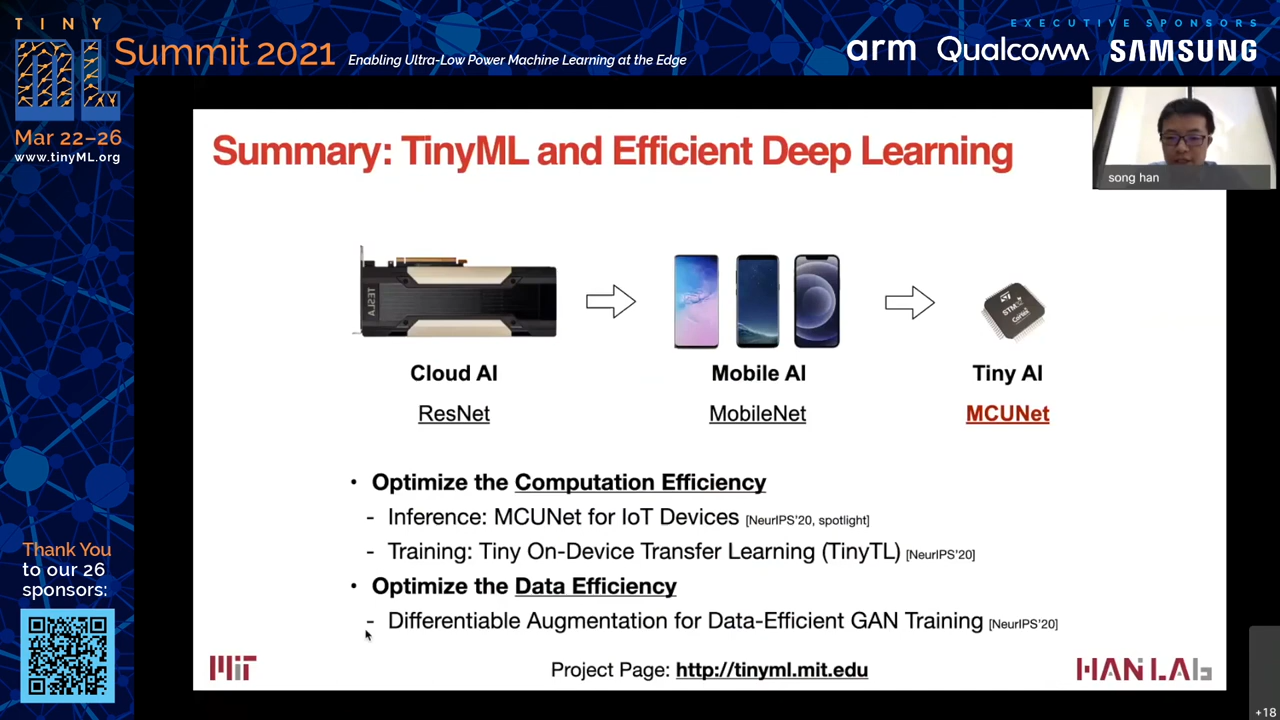 TINY
ML
Summit 2021
Enabling Ultra-Low Power Machine Learning at the Edge
EXECUTIVE SPONSORS
arm Qualcomm SAMSUNG
Mar 22–26
www.tinyML.org
song han
Summary: TinyML and Efficient Deep Learning
TESLA
STM32
Cortex
Cloud AI
Mobile AI
Tiny AI
ResNet
MobileNet
MCUNet
• Optimize the Computation Efficiency
- Inference: MCUNet for IoT Devices [NeurIPS'20, spotlight]
- Training: Tiny On-Device Transfer Learning (TinyTL) [NeurIPS'20]
• Optimize the Data Efficiency
- Differentiable Augmentation for Data-Efficient GAN Training [NeurIPS'20]
Thank You
to our 26
sponsors:
MIT
Project Page: http://tinyml.mit.edu
HAN LAb
+18